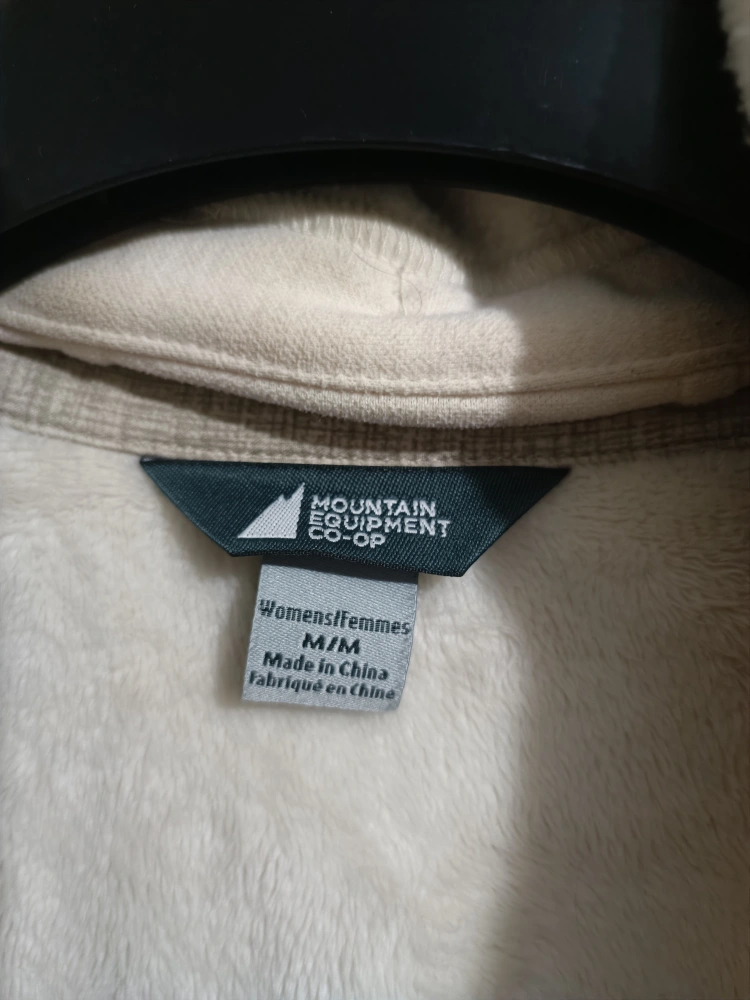 MOUNTAIN
EQUIPMENT
CO-OP
Womens/Femmes
M/M
Made in China
Fabriqué en Chine